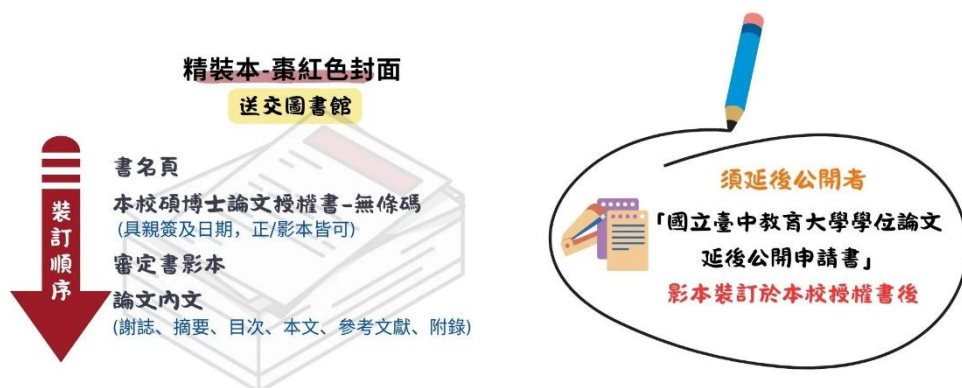 精裝本-棗紅色封面
送交圖書館
裝訂順序
書名頁
本校碩博士論文授權書-無條碼
(具親簽及日期，正/影本皆可)
審定書影本
論文內文
(謝誌、摘要、目次、本文、參考文獻、附錄)
須延後公開者
「國立臺中教育大學學位論文
延後公開申請書」
影本裝訂於本校授權書後